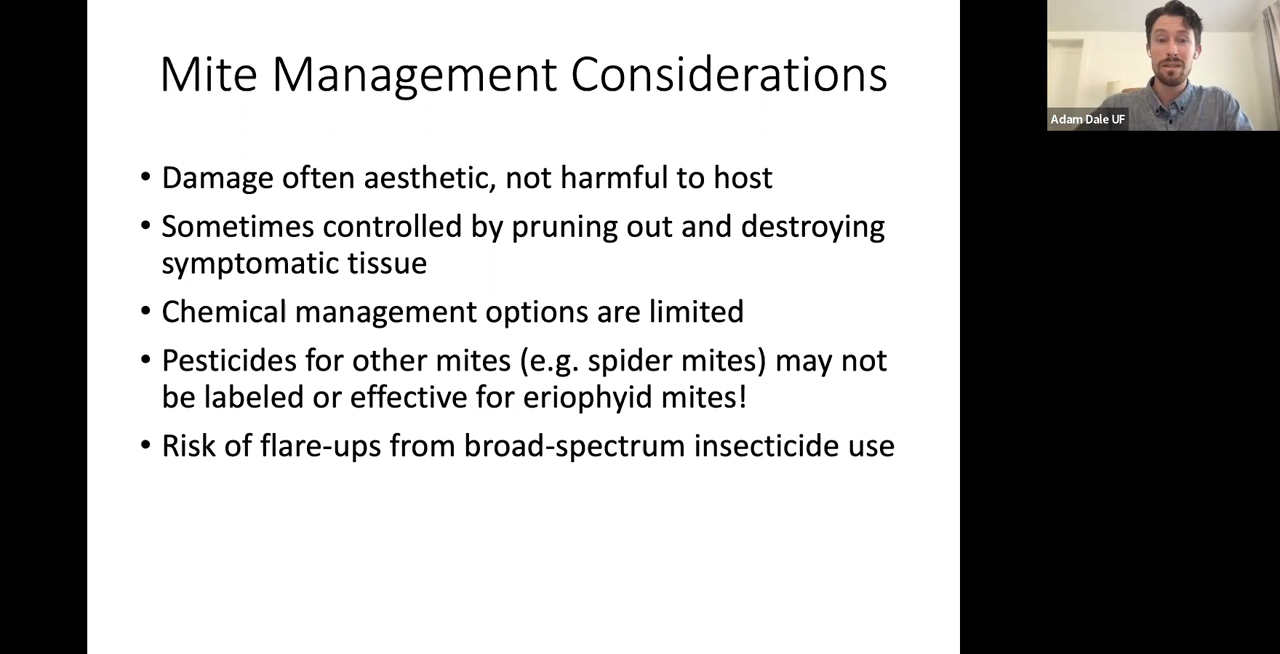 Mite Management Considerations
Adam Dale UF
• Damage often aesthetic, not harmful to host
• Sometimes controlled by pruning out and destroying
symptomatic tissue
• Chemical management options are limited
• Pesticides for other mites (e.g. spider mites) may not
be labeled or effective for eriophyid mites!
• Risk of flare-ups from broad-spectrum insecticide use